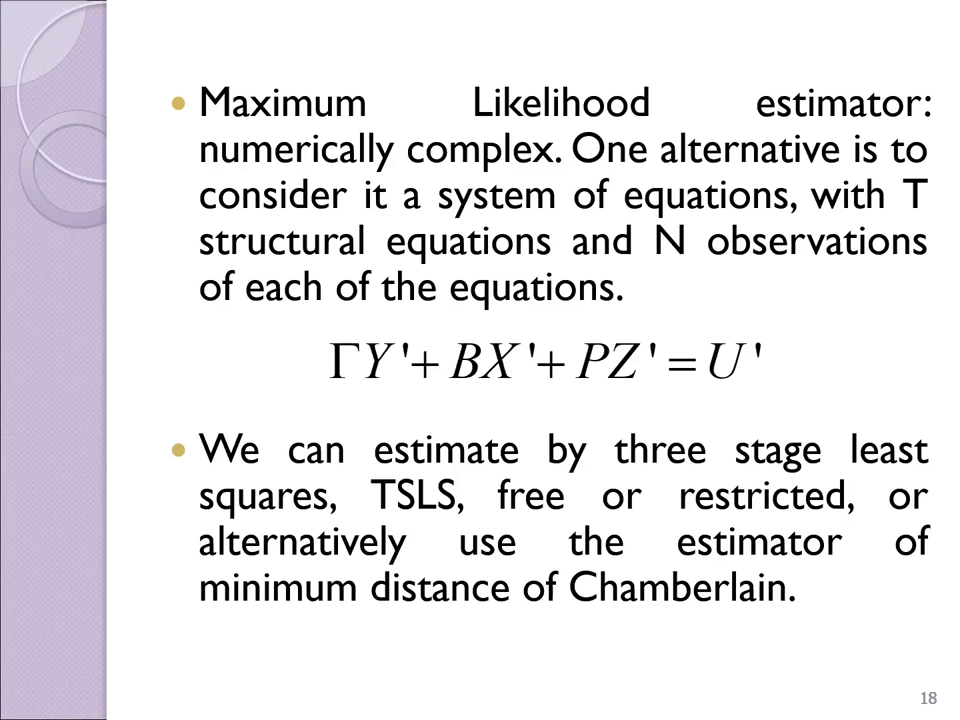 • Maximum Likelihood estimator:
numerically complex. One alternative is to
consider it a system of equations, with T
structural equations and N observations
of each of the equations.
ΓY'+ BX'+ PZ' = U'
• We can estimate by three stage least
squares, TSLS, free or restricted, or
alternatively use the estimator of
minimum distance of Chamberlain.
18